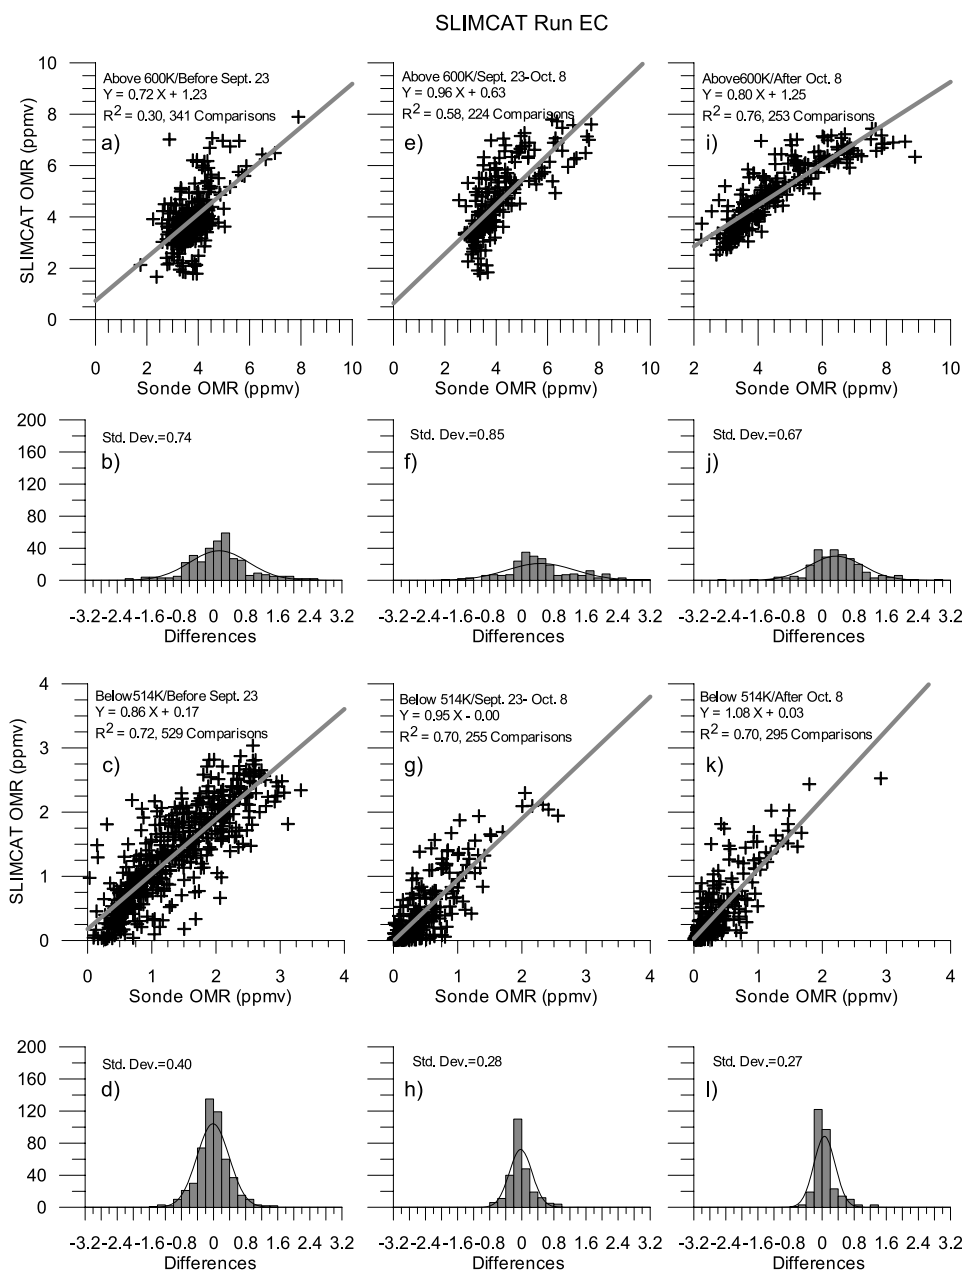 SLIMCAT Run EC
Above 600K/Before Sept. 23
Y = 0.72 X + 1.23
R2 = 0.30, 341 Comparisons
a)
Above 600K/Sept. 23-Oct. 8
Y = 0.96 X + 0.63
R2 = 0.58, 224 Comparisons
e)
Above600K/After Oct. 8
Y = 0.80 X + 1.25
R2 = 0.76, 253 Comparisons
i)
SLIMCAT OMR (ppmv)
10
8
6
4
2
0
0 2 4 6 8 10
0 2 4 6 8 10
2 4 6 8 10
Sonde OMR (ppmv)
Sonde OMR (ppmv)
Sonde OMR (ppmv)
200
160
120
80
40
0
Std. Dev.=0.74
b)
Std. Dev.=0.85
f)
Std. Dev.=0.67
j)
-3.2 -2.4 -1.6 -0.8 0 0.8 1.6 2.4 3.2
-3.2 -2.4 -1.6 -0.8 0 0.8 1.6 2.4 3.2
-3.2 -2.4 -1.6 -0.8 0 0.8 1.6 2.4 3.2
Differences
Differences
Differences
Below514K/Before Sept. 23
Y = 0.86 X + 0.17
R2 = 0.72, 529 Comparisons
c)
Below 514K/Sept. 23- Oct. 8
Y = 0.95 X - 0.00
R2 = 0.70, 255 Comparisons
g)
Below 514K/After Oct. 8
Y = 1.08 X + 0.03
R2 = 0.70, 295 Comparisons
k)
SLIMCAT OMR (ppmv)
4
3
2
1
0
0 1 2 3 4
0 1 2 3 4
0 1 2 3 4
Sonde OMR (ppmv)
Sonde OMR (ppmv)
Sonde OMR (ppmv)
200
160
120
80
40
0
Std. Dev.=0.40
d)
Std. Dev.=0.28
h)
Std. Dev.=0.27
l)
-3.2 -2.4 -1.6 -0.8 0 0.8 1.6 2.4 3.2
-3.2 -2.4 -1.6 -0.8 0 0.8 1.6 2.4 3.2
-3.2 -2.4 -1.6 -0.8 0 0.8 1.6 2.4 3.2
Differences
Differences
Differences